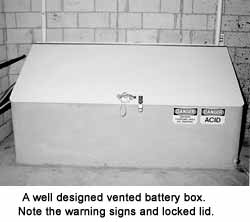 DANGER
DANGER
ACID
A well designed vented battery box.
Note the warning signs and locked lid.